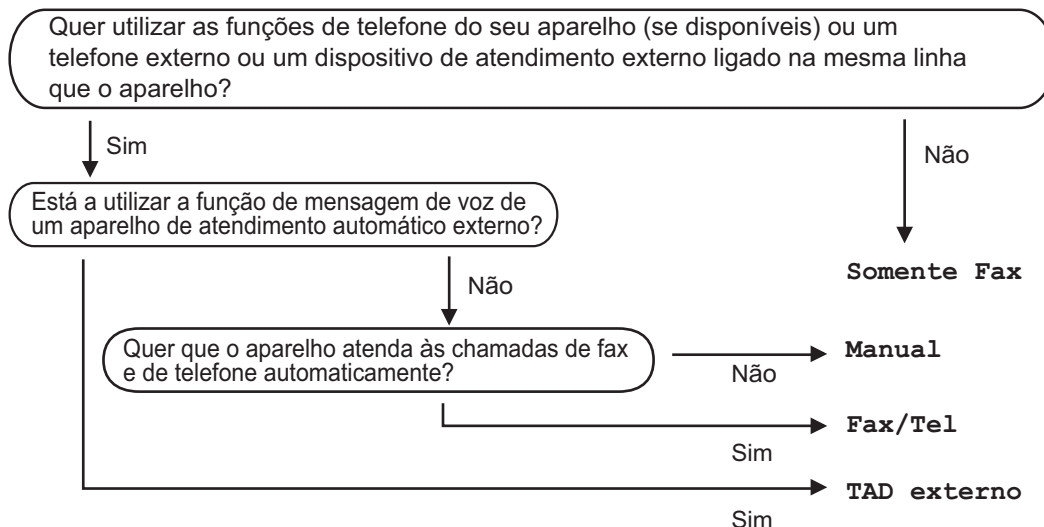 Quer utilizar as funções de telefone do seu aparelho (se disponíveis) ou um
telefone externo ou um dispositivo de atendimento externo ligado na mesma linha
que o aparelho?
Sim
Não
Está a utilizar a função de mensagem de voz de
um aparelho de atendimento automático externo?
Somente Fax
Não
Quer que o aparelho atenda às chamadas de fax
e de telefone automaticamente?
Não
Manual
Sim
Fax/Tel
Sim
TAD externo